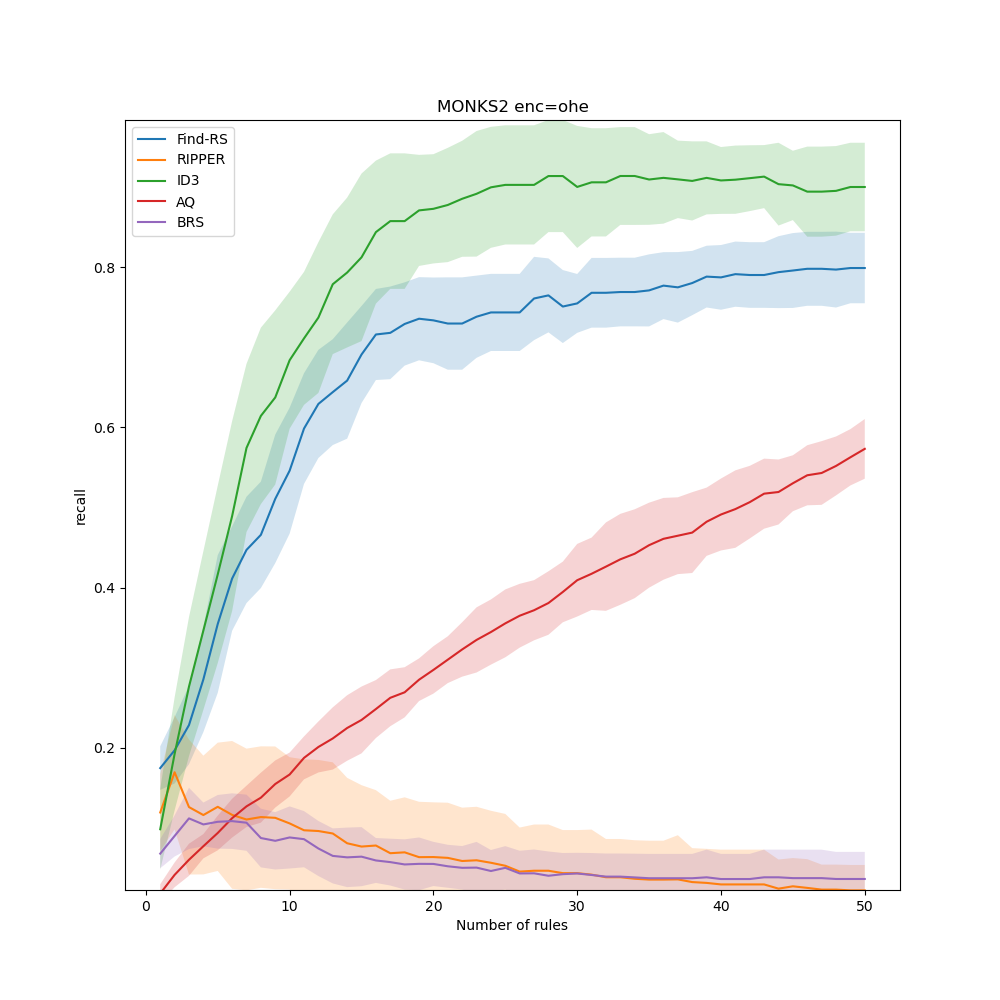 MONKS2 enc=ohe
Find-RS
RIPPER
ID3
AQ
BRS
recall
0.8
0.6
0.4
0.2
0 10 20 30 40 50
Number of rules